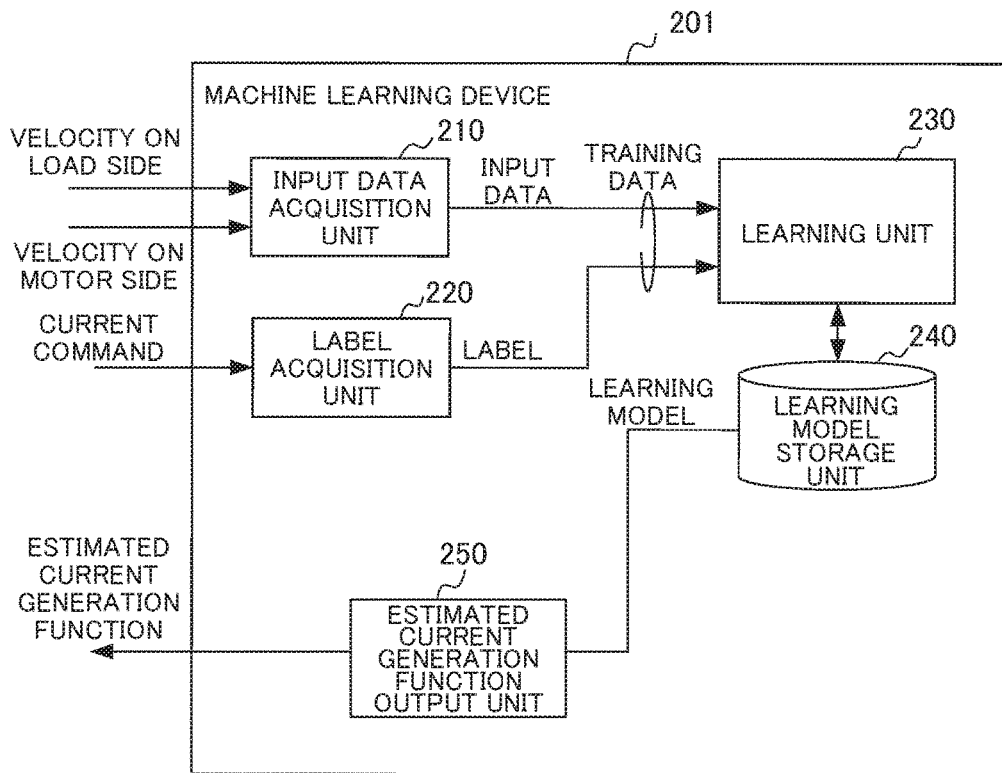 201
MACHINE LEARNING DEVICE
VELOCITY ON
LOAD SIDE
VELOCITY ON
MOTOR SIDE
210
INPUT DATA
ACQUISITION
UNIT
INPUT
DATA
TRAINING
DATA
230
LEARNING UNIT
CURRENT
COMMAND
220
LABEL
ACQUISITION
UNIT
LABEL
240
LEARNING
MODEL
STORAGE
UNIT
LEARNING
MODEL
250
ESTIMATED
CURRENT
GENERATION
FUNCTION
OUTPUT UNIT
ESTIMATED
CURRENT
GENERATION
FUNCTION